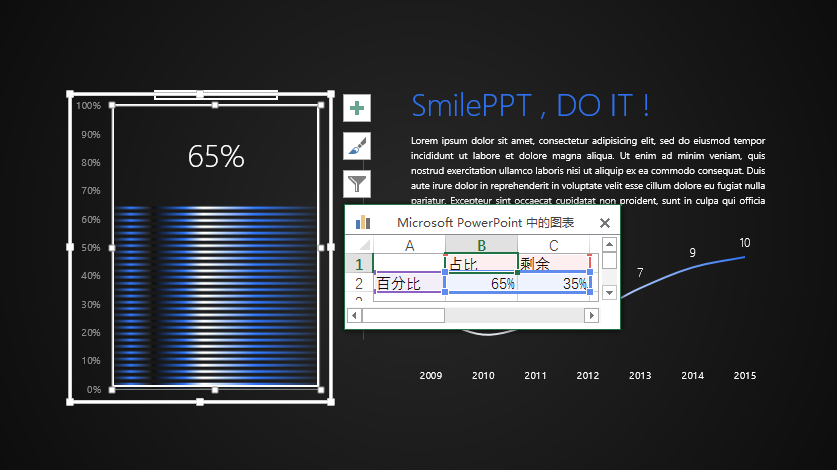 100%
90%
80%
70%
60%
50%
40%
30%
20%
10%
0%
65%
SmilePPT , DO IT !
Lorem ipsum dolor sit amet, consectetur adipisicing elit, sed do eiusmod tempor
incididunt ut labore et dolore magna aliqua. Ut enim ad minim veniam, quis
nostrud exercitation ullamco laboris nisi ut aliquip ex ea commodo consequat. Duis
aute irure dolor in reprehenderit in voluptate velit esse cillum dolore eu fugiat nulla
pariatur. Excepteur sint occaecat cupidatat non proident, sunt in culpa qui officia
Microsoft PowerPoint 中的图表
A B C
1 占比 剩余
2 百分比 65% 35%
7
9
10
2009 2010 2011 2012 2013 2014 2015